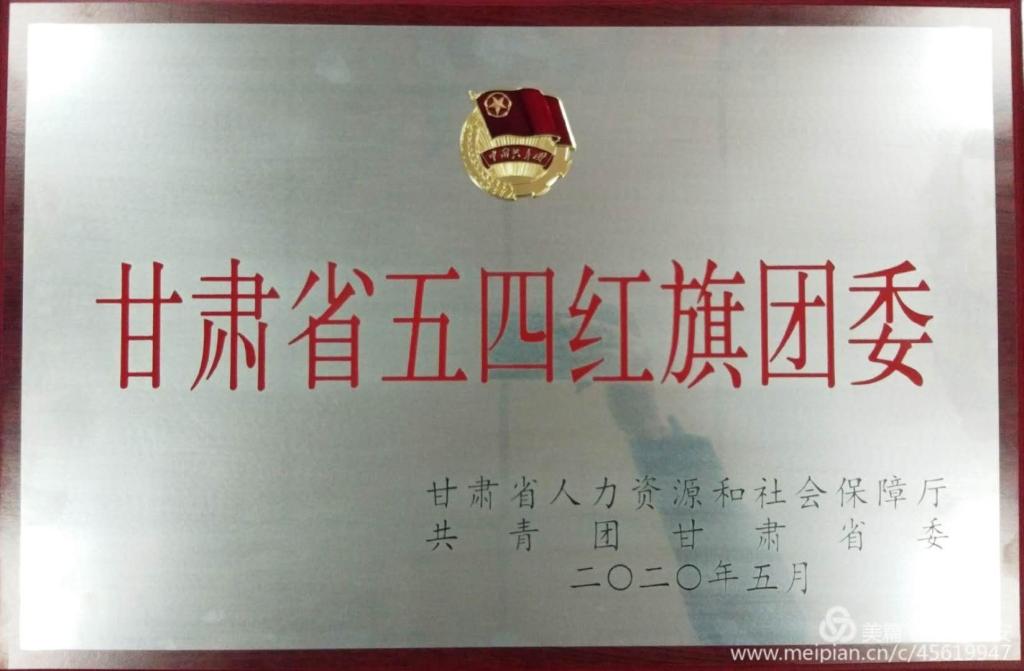 中国共青团
甘肃省五四红旗团委
甘肃省人力资源和社会保障厅
共青团甘肃省委
二〇二〇年五月
美篇
www.meipian.cn/c/45619947